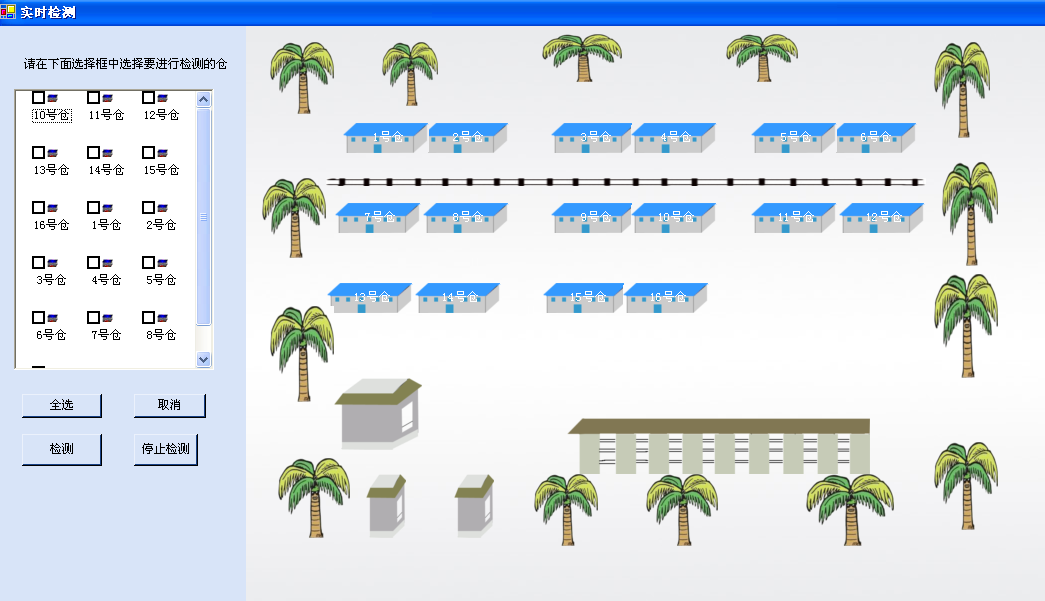 实时检测
请在下面选择框中选择要进行检测的仓
10号仓 11号仓 12号仓
13号仓 14号仓 15号仓
16号仓 1号仓 2号仓
3号仓 4号仓 5号仓
6号仓 7号仓 8号仓
全选 取消
检测 停止检测
1号仓 2号仓 3号仓 4号仓 5号仓 6号仓
7号仓 8号仓 9号仓 10号仓 11号仓 12号仓
13号仓 14号仓 15号仓 16号仓